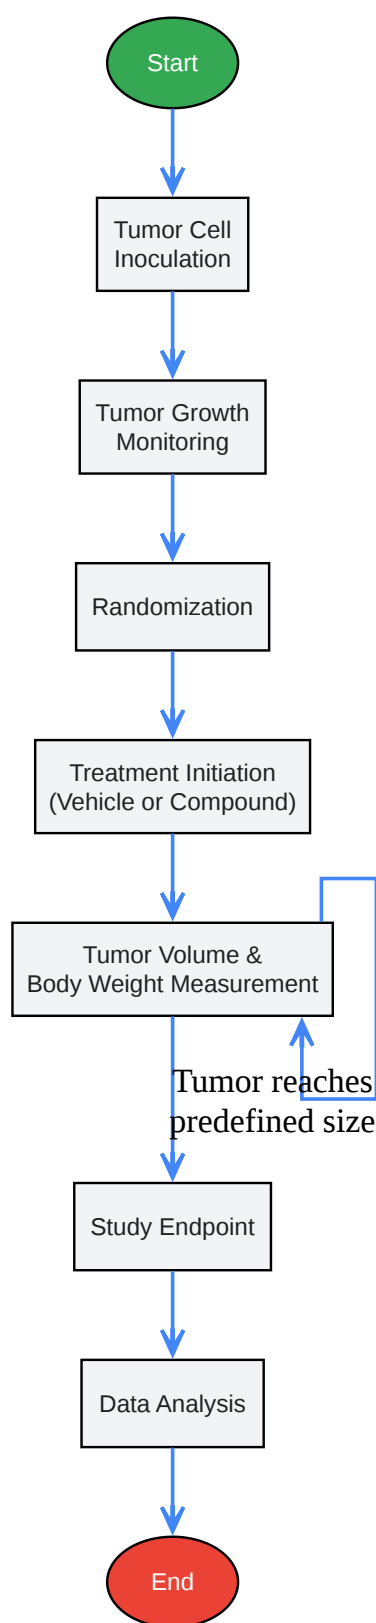 Start
Tumor Cell
Inoculation
Tumor Growth
Monitoring
Randomization
Treatment Initiation
(Vehicle or Compound)
Tumor Volume &
Body Weight Measurement
Tumor reaches
predefined size
Study Endpoint
Data Analysis
End